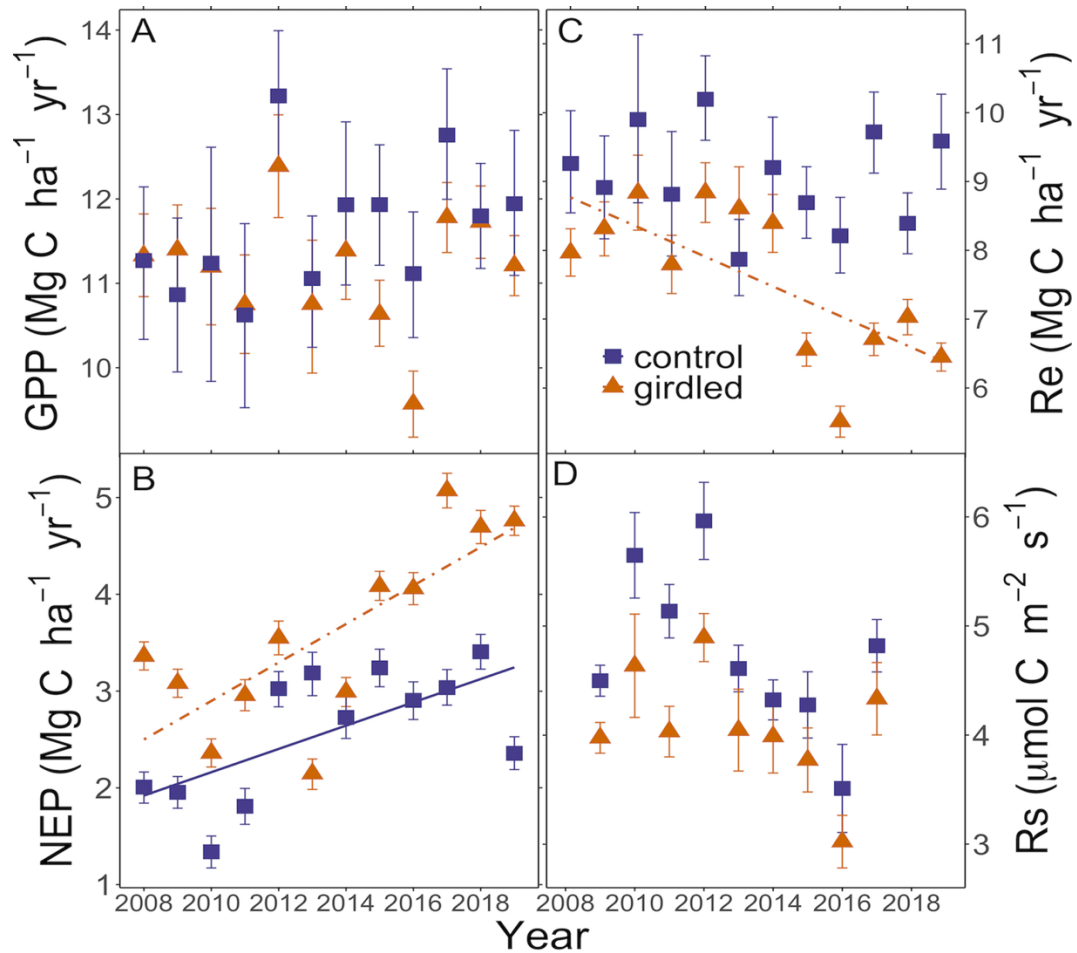 A
14
13
12
11
10
GPP (Mg C ha⁻¹ yr⁻¹)
C
11
10
9
8
7
6
Re (Mg C ha⁻¹ yr⁻¹)
control
girdled
B
5
4
3
2
1
NEP (Mg C ha⁻¹ yr⁻¹)
D
6
5
4
3
Rs (μmol C m⁻² s⁻¹)
2008 2010 2012 2014 2016 2018 2008 2010 2012 2014 2016 2018
Year